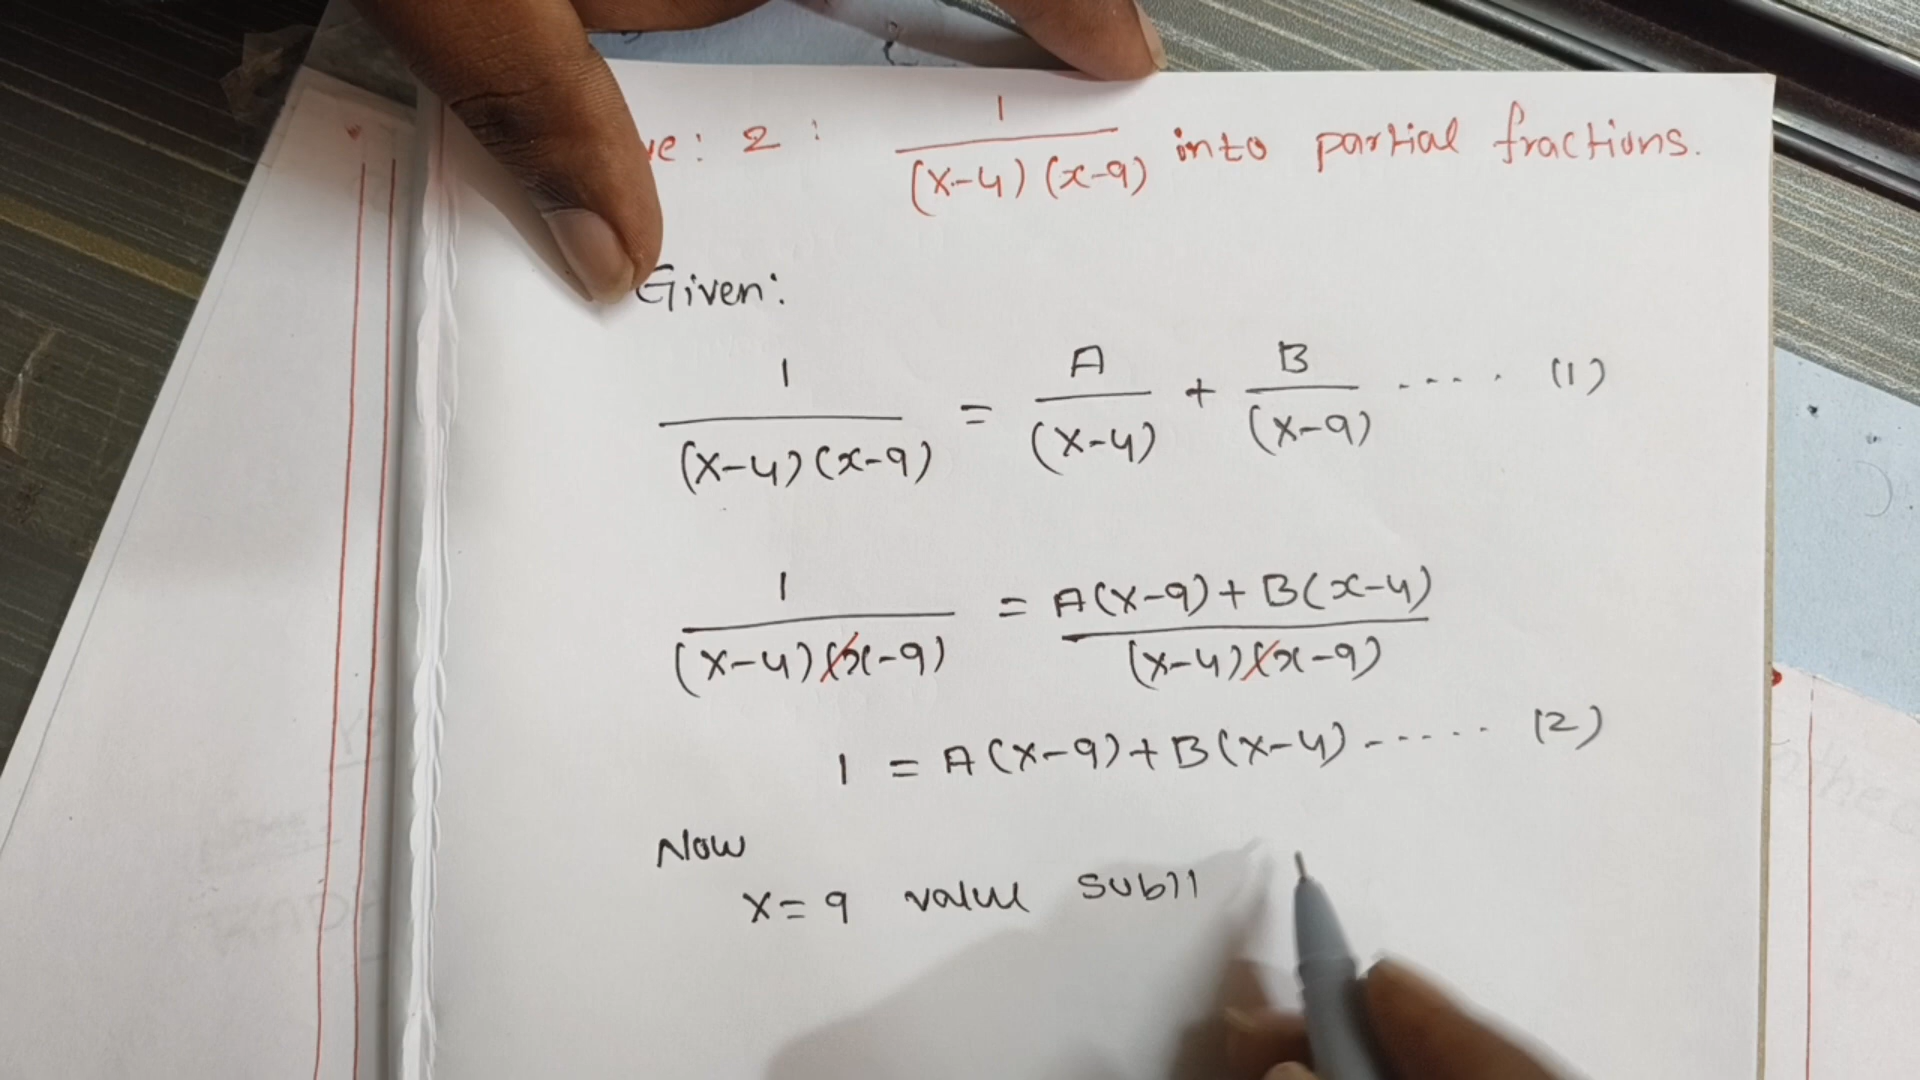 ve: 2 : 1/(x-4)(x-9) into partial fractions.
Given:
1/(x-4)(x-9) = A/(x-4) + B/(x-9) ..... (1)
1/(x-4)(x-9) = A(x-9)+B(x-4)/(x-4)(x-9)
1 = A(x-9)+B(x-4)...... (2)
Now
x=9 value sub